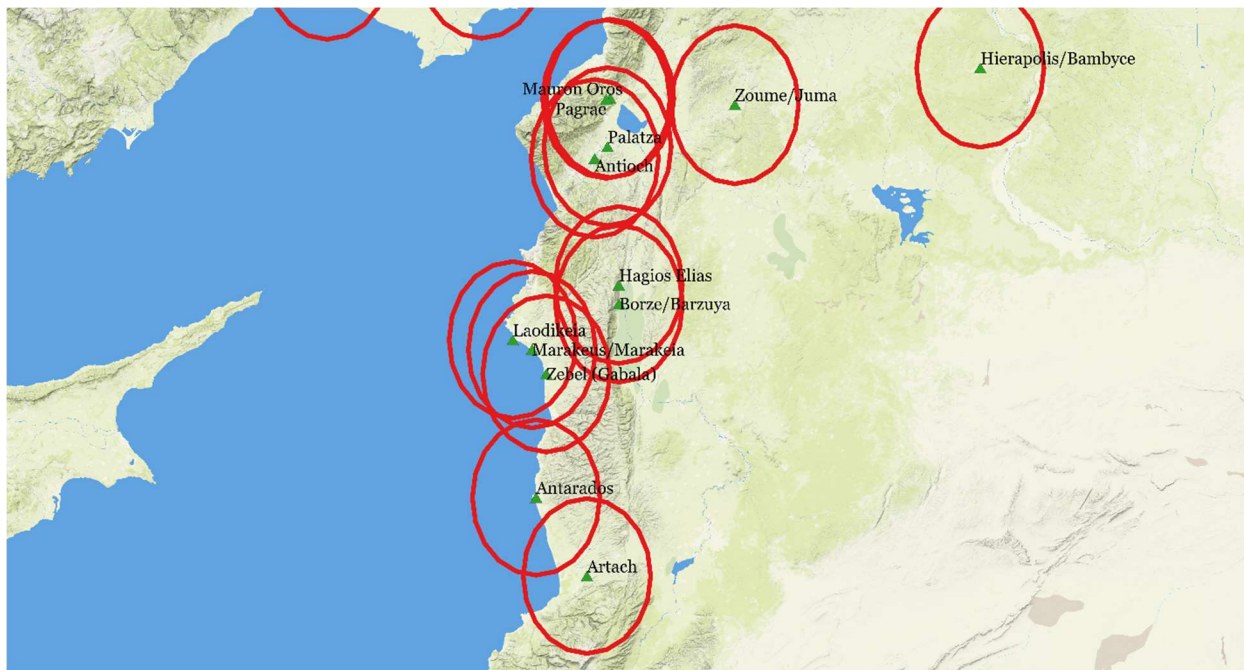 Hierapolis/Bambyce
Mauron Oros
Zoume/Juma
Pagrae
Palatza
Antioch
Hagios Elias
Borze/Barzuya
Laodikeia
Marakeus/Marakeia
Zebel (Gabala)
Antarados
Artach